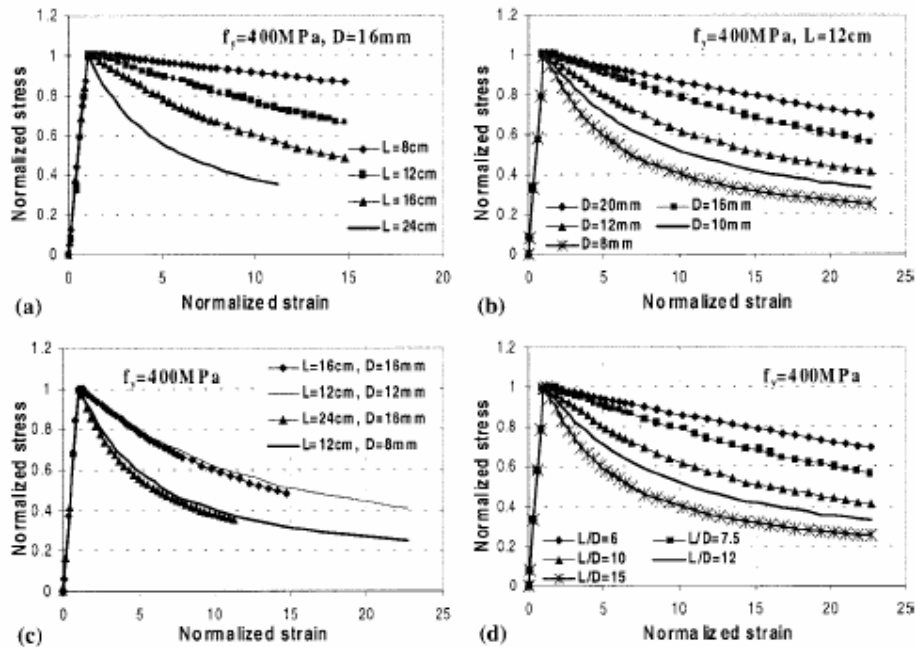 1.2
1
0.8
0.6
0.4
0.2
0
Normalized stress
f_y=400MPa, D=16mm
L=8cm
L=12cm
L=16cm
L=24cm
0 5 10 15 20 25
Normalized strain
(a)
1.2
1
0.8
0.6
0.4
0.2
0
Normalized stress
f_y=400MPa, L=12cm
D=20mm D=16mm
D=12mm D=10mm
D=8mm
0 5 10 15 20 25
Normalized strain
(b)
1.2
1
0.8
0.6
0.4
0.2
0
Normalized stress
f_y=400MPa
L=16cm, D=16mm
L=12cm, D=12mm
L=24cm, D=16mm
L=12cm, D=8mm
0 5 10 15 20 25
Normalized strain
(c)
1.2
1
0.8
0.6
0.4
0.2
0
Normalized stress
f_y=400MPa
L/D=6 L/D=7.5
L/D=10 L/D=12
L/D=15
0 5 10 15 20 25
Normalized strain
(d)